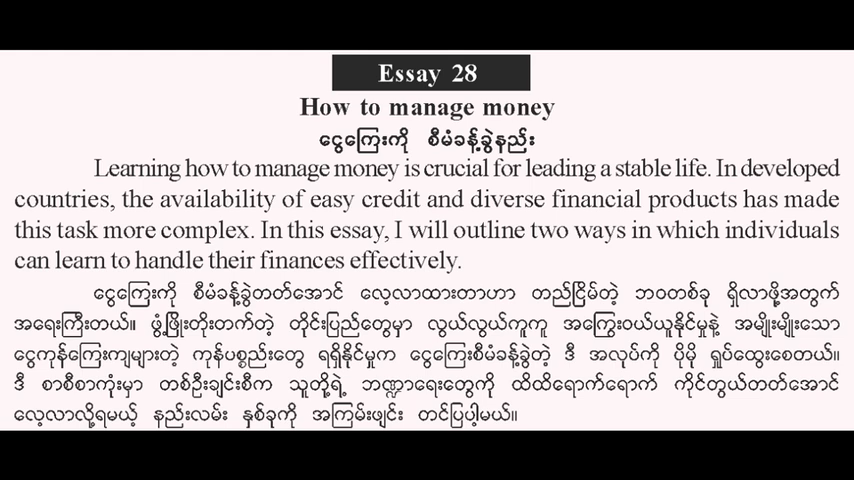 Essay 28
How to manage money
ငွေကြေးကို စီမံခန့်ခွဲနည်း
Learning how to manage money is crucial for leading a stable life. In developed
countries, the availability of easy credit and diverse financial products has made
this task more complex. In this essay, I will outline two ways in which individuals
can learn to handle their finances effectively.
ငွေကြေးကို စီမံခန့်ခွဲတတ်အောင် လေ့လာထားတာဟာ တည်ငြိမ်တဲ့ ဘဝတစ်ခု ရှိလာဖို့အတွက်
အရေးကြီးတယ်။ ဖွံ့ဖြိုးတိုးတက်တဲ့ တိုင်းပြည်တွေမှာ လွယ်လွယ်ကူကူ အကြွေးဝယ်ယူနိုင်မှုနဲ့ အမျိုးမျိုးသော
ငွေကုန်ကြေးကျများတဲ့ ကုန်ပစ္စည်းတွေ ရရှိနိုင်မှုက ငွေကြေးစီမံခန့်ခွဲတဲ့ ဒီ အလုပ်ကို ပိုမို ရှုပ်ထွေးစေတယ်။
ဒီ စာစီစာကုံးမှာ တစ်ဦးချင်းစီက သူတို့ရဲ့ ဘဏ္ဍာရေးတွေကို ထိထိရောက်ရောက် ကိုင်တွယ်တတ်အောင်
လေ့လာလို့ရမယ့် နည်းလမ်း နှစ်ခုကို အကြမ်းဖျင်း တင်ပြပါ့မယ်။